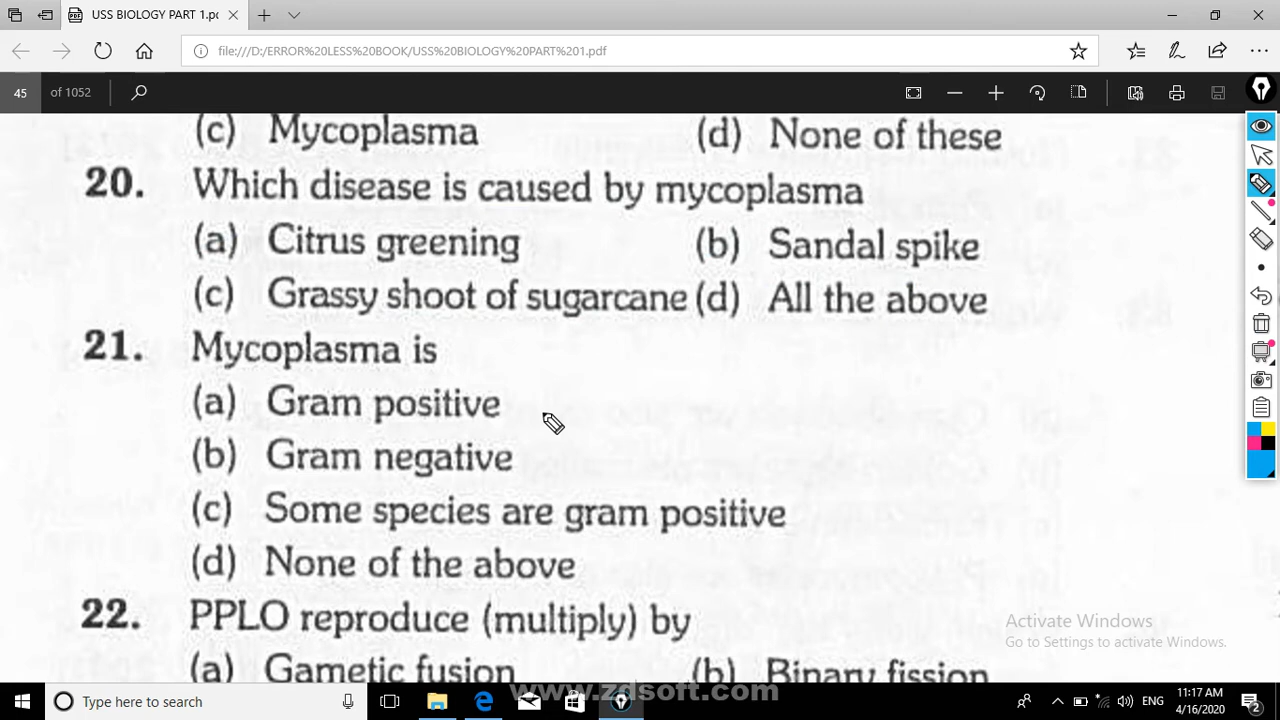 USS BIOLOGY PART 1.pc
file:///D:/ERROR%20LESS%20BOOK/USS%20BIOLOGY%20PART%201.pdf
45 of 1052
(c) Mycoplasma (d) None of these
20. Which disease is caused by mycoplasma
(a) Citrus greening (b) Sandal spike
(c) Grassy shoot of sugarcane (d) All the above
21. Mycoplasma is
(a) Gram positive
(b) Gram negative
(c) Some species are gram positive
(d) None of the above
22. PPLO reproduce (multiply) by
Activate Windows
Go to Settings to activate Windows.
(a) Gametic fusion (b) Binary fission
www.zdsoft.com
Type here to search
ENG
11:17 AM
4/16/2020
2